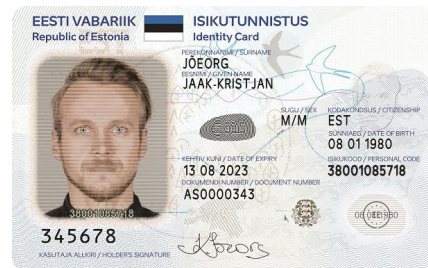 EESTI VABARIIK
Republic of Estonia
ISIKUTUNNISTUS
Identity Card
PEREKONNANIMI / SURNAME
JÕEORG
EESNIMI / GIVEN NAME
JAAK-KRISTJAN
SUGU / SEX
KODAKONDSUS / CITIZENSHIP
M/M
EST
SÜNNIAEG / DATE OF BIRTH
08 01 1980
KEHTIV KUNI / DATE OF EXPIRY
ISIKUKOOD / PERSONAL CODE
13 08 2023
38001085718
DOKUMENDI NUMBER / DOCUMENT NUMBER
AS0000343
38001085718
345678
KASUTAJA ALLKIRI / HOLDER'S SIGNATURE